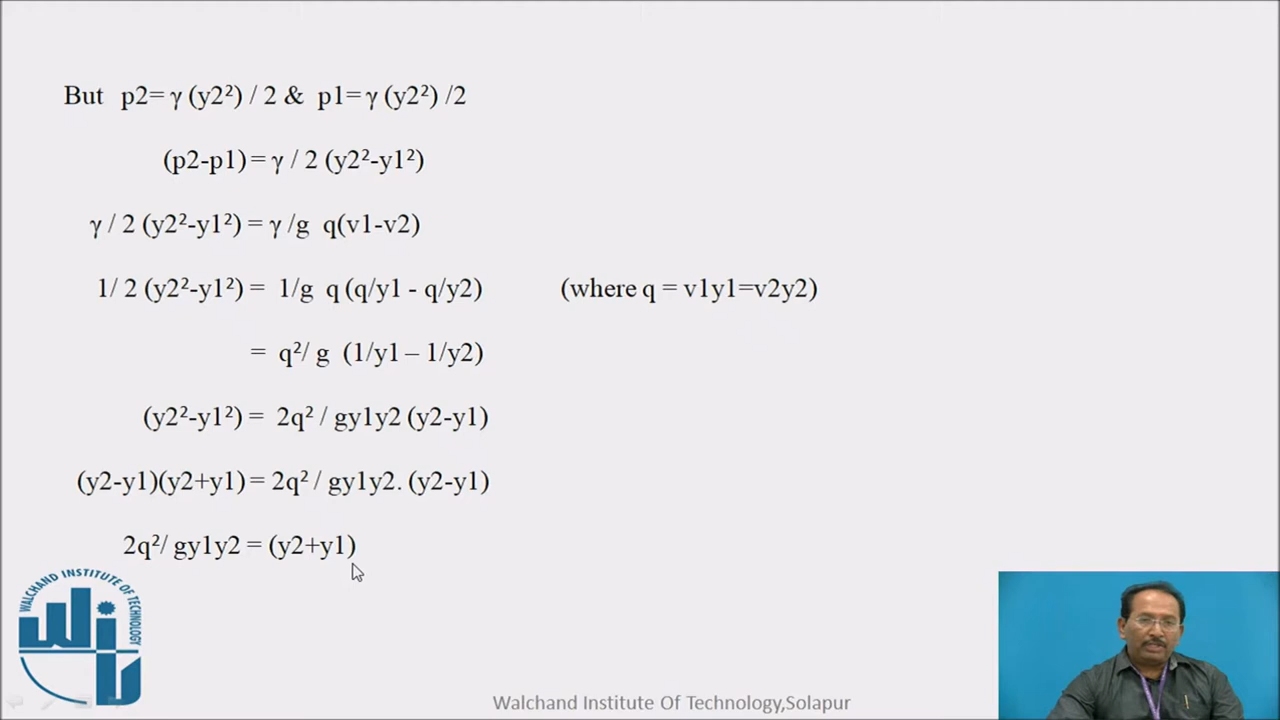 But p2= γ (y2²) / 2 & p1= γ (y2²) /2
(p2-p1) = γ / 2 (y2²-y1²)
γ / 2 (y2²-y1²) = γ /g q(v1-v2)
1/ 2 (y2²-y1²) = 1/g q (q/y1 - q/y2) (where q = v1y1=v2y2)
= q²/ g (1/y1 – 1/y2)
(y2²-y1²) = 2q² / gy1y2 (y2-y1)
(y2-y1)(y2+y1) = 2q² / gy1y2. (y2-y1)
2q²/ gy1y2 = (y2+y1)
WALCHAND INSTITUTE OF TECHNOLOGY
Walchand Institute Of Technology,Solapur